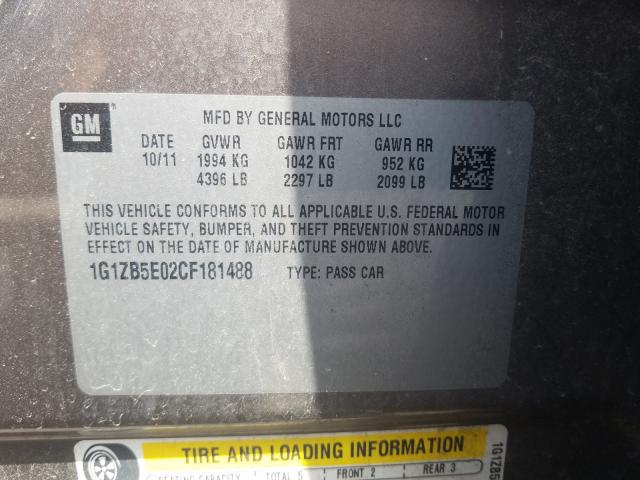 GM
MFD BY GENERAL MOTORS LLC
DATE GVWR GAWR FRT GAWR RR
10/11 1994 KG 1042 KG 952 KG
4396 LB 2297 LB 2099 LB
THIS VEHICLE CONFORMS TO ALL APPLICABLE U.S. FEDERAL MOTOR
VEHICLE SAFETY, BUMPER, AND THEFT PREVENTION STANDARDS IN
EFFECT ON THE DATE OF MANUFACTURE SHOWN ABOVE.
1G1ZB5E02CF181488 TYPE: PASS CAR
TIRE AND LOADING INFORMATION
SEATING CAPACITY TOTAL 5 FRONT 2 REAR 3
1G1ZB5